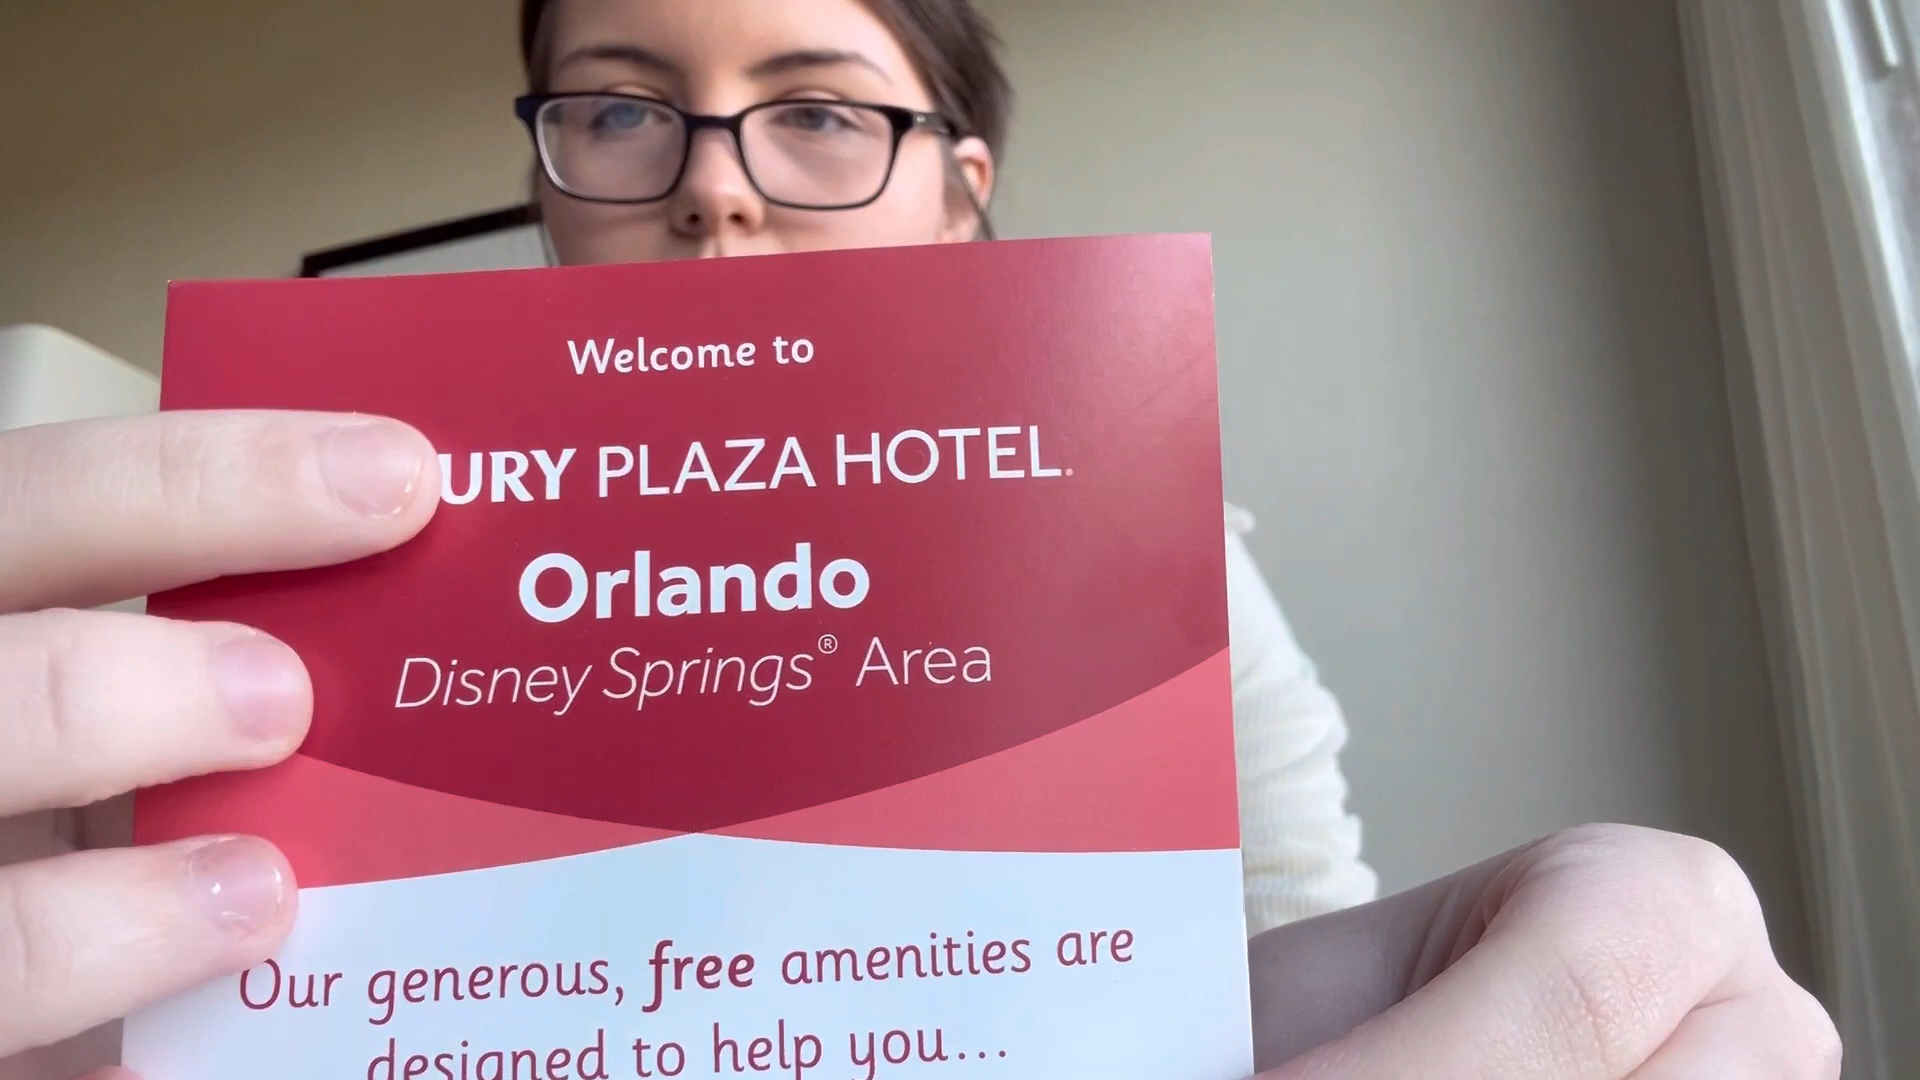 Welcome to
URY PLAZA HOTEL.
Orlando
Disney Springs® Area
Our generous, free amenities are
designed to help you...